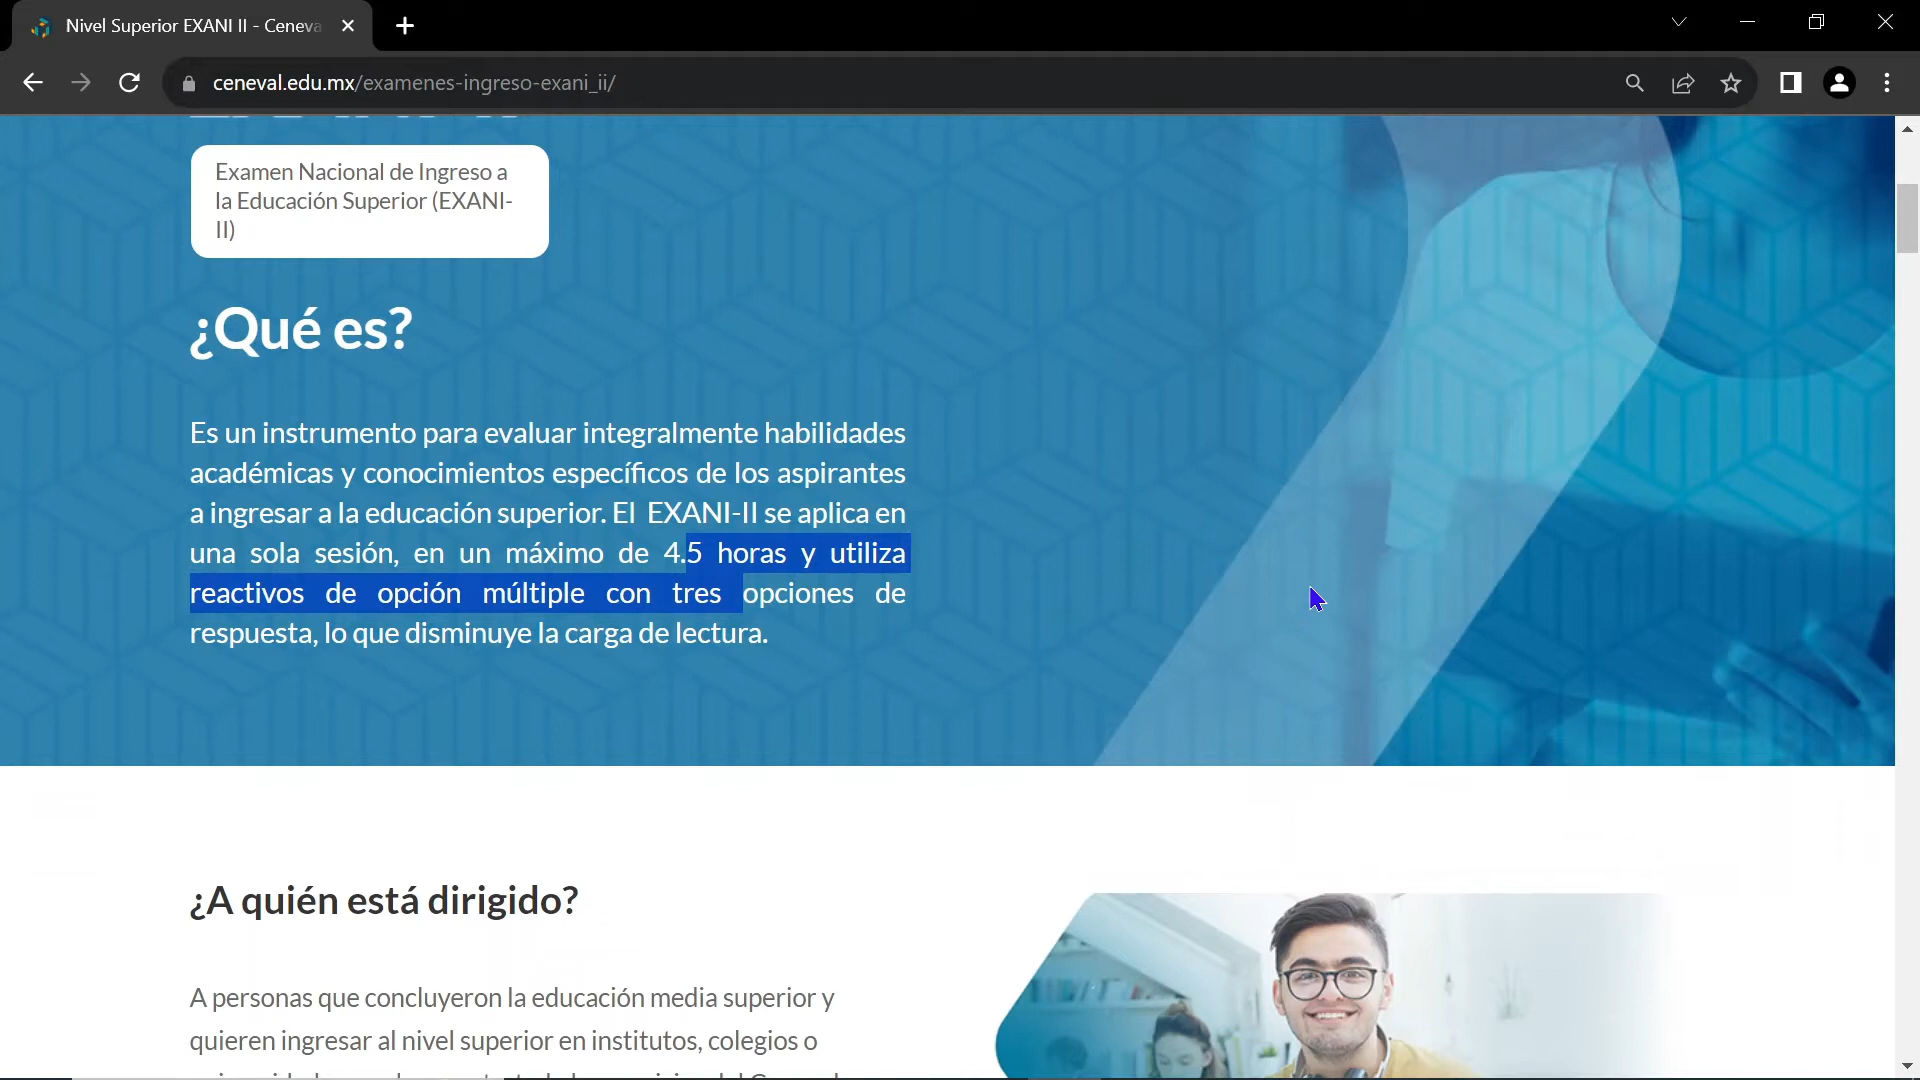 Nivel Superior EXANI II - Ceneva
ceneval.edu.mx/examenes-ingreso-exani_ii/
Examen Nacional de Ingreso a
la Educación Superior (EXANI-
II)
¿Qué es?
Es un instrumento para evaluar integralmente habilidades
académicas y conocimientos específicos de los aspirantes
a ingresar a la educación superior. El EXANI-II se aplica en
una sola sesión, en un máximo de 4.5 horas y utiliza
reactivos de opción múltiple con tres opciones de
respuesta, lo que disminuye la carga de lectura.
¿A quién está dirigido?
A personas que concluyeron la educación media superior y
quieren ingresar al nivel superior en institutos, colegios o